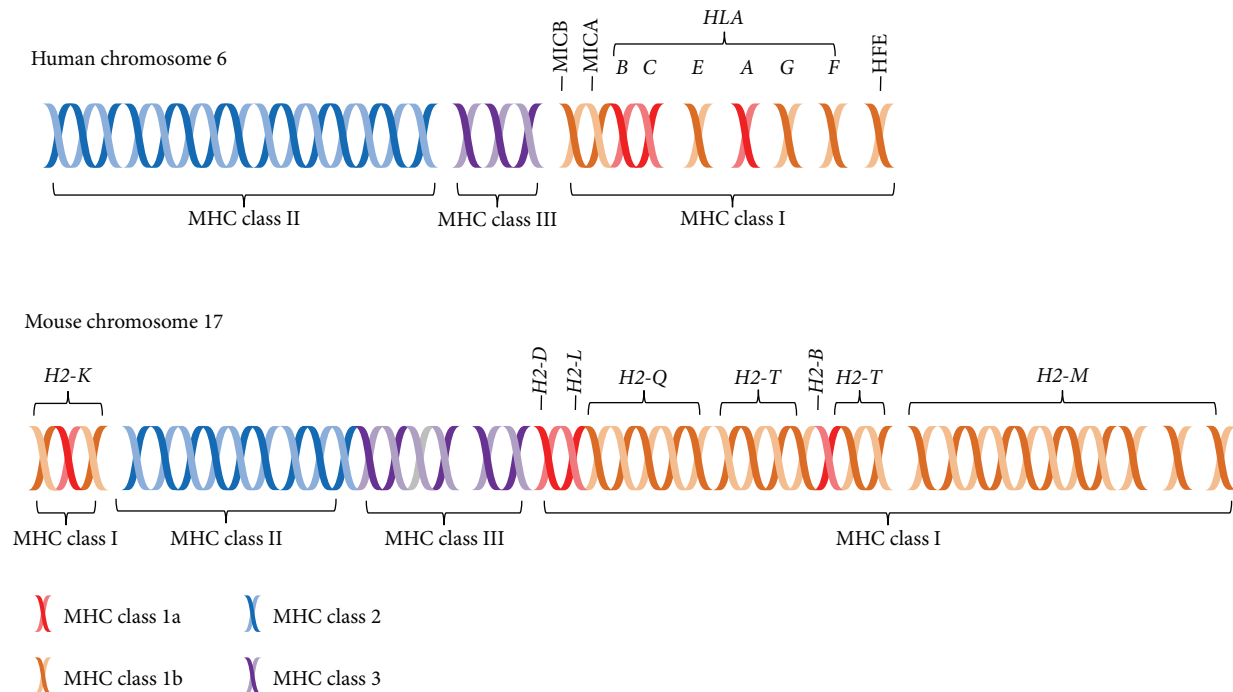 Human chromosome 6
MICB
MICA
HLA
B C E A G F
HFE
MHC class II
MHC class III
MHC class I
Mouse chromosome 17
H2-K
H2-D
H2-L
H2-Q
H2-T
H2-B
H2-T
H2-M
MHC class I
MHC class II
MHC class III
MHC class I
MHC class 1a
MHC class 2
MHC class 1b
MHC class 3